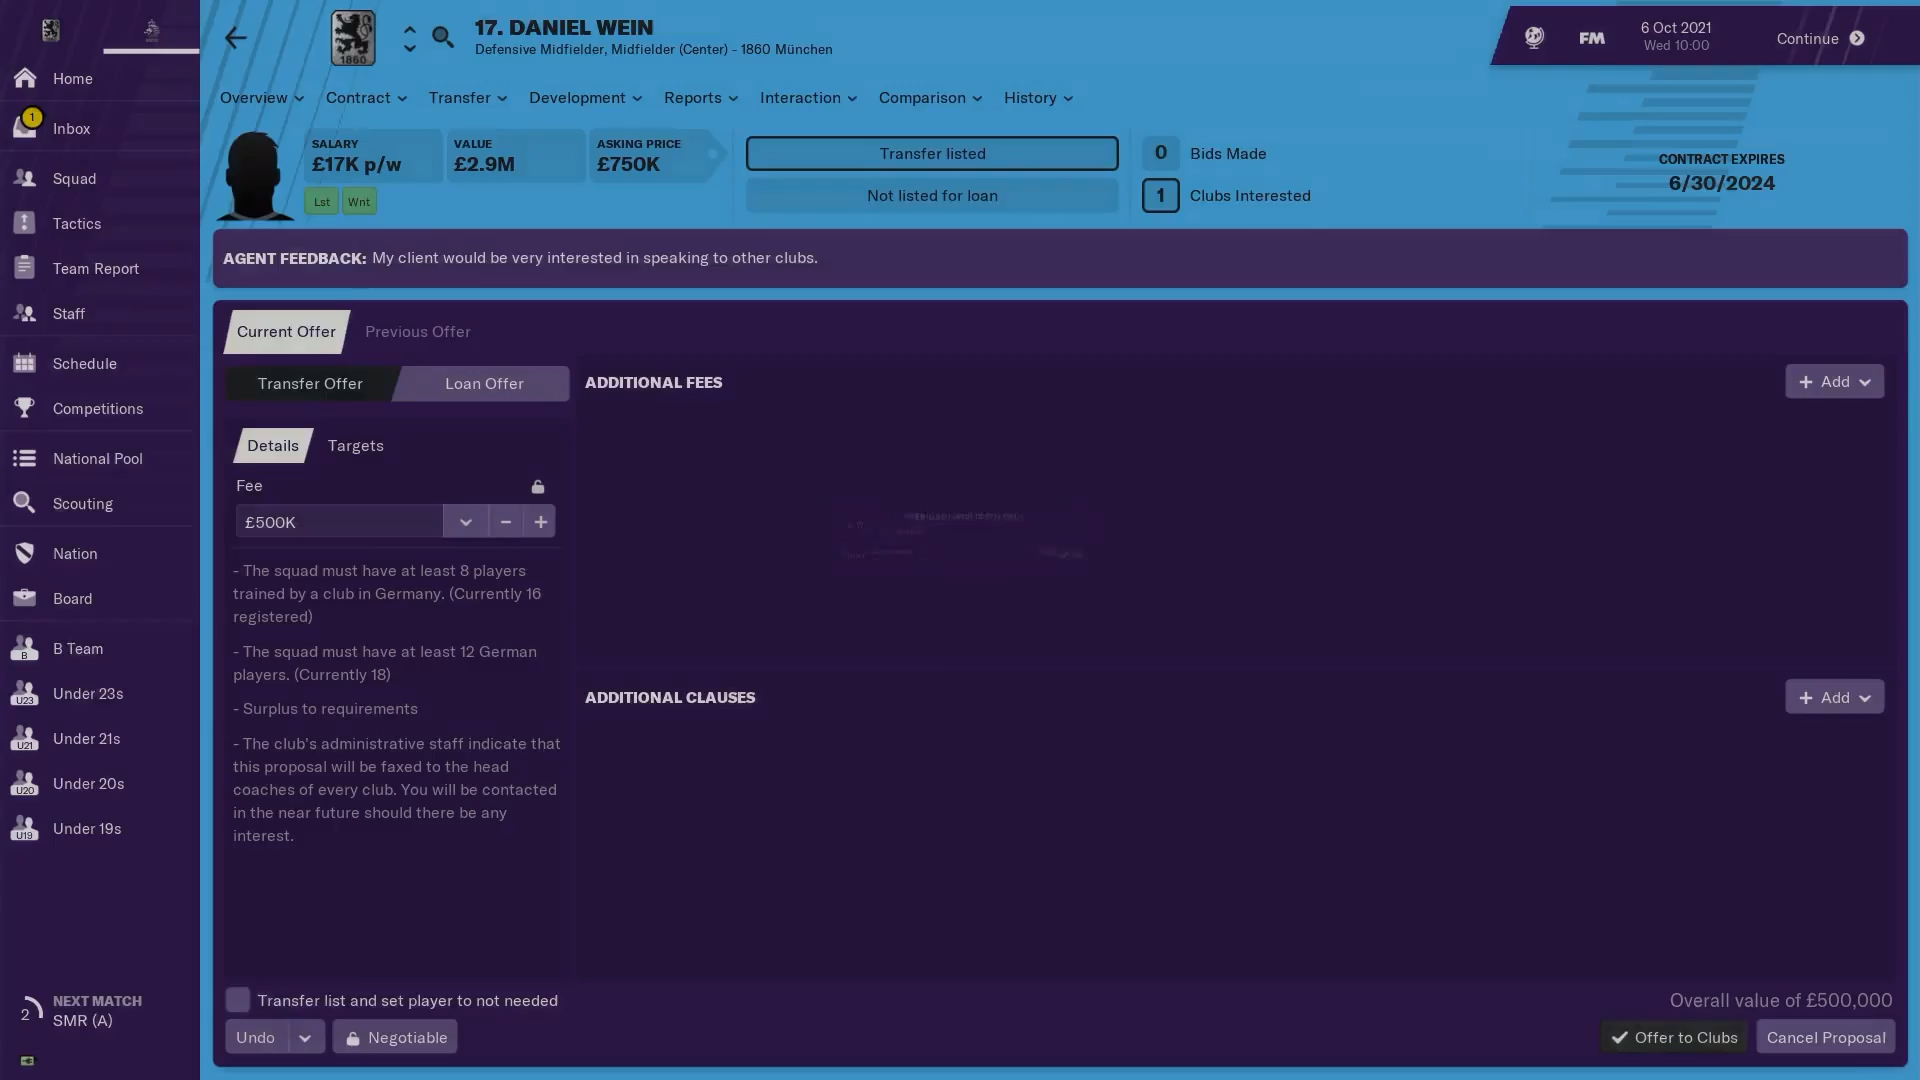 17. DANIEL WEIN
Defensive Midfielder, Midfielder (Center) - 1860 München
1860
FM
6 Oct 2021
Wed 10:00
Continue
Home
1
Inbox
Squad
Tactics
Team Report
Staff
Schedule
Competitions
National Pool
Scouting
Nation
Board
B
B Team
U23
Under 23s
U21
Under 21s
U20
Under 20s
U19
Under 19s
2
NEXT MATCH
SMR (A)
Overview
Contract
Transfer
Development
Reports
Interaction
Comparison
History
SALARY
£17K p/w
VALUE
£2.9M
ASKING PRICE
£750K
Lst
Wnt
Transfer listed
Not listed for loan
0 Bids Made
1 Clubs Interested
CONTRACT EXPIRES
6/30/2024
AGENT FEEDBACK: My client would be very interested in speaking to other clubs.
Current Offer
Previous Offer
Transfer Offer
Loan Offer
Details
Targets
Fee
£500K
- The squad must have at least 8 players
trained by a club in Germany. (Currently 16
registered)
- The squad must have at least 12 German
players. (Currently 18)
- Surplus to requirements
- The club's administrative staff indicate that
this proposal will be faxed to the head
coaches of every club. You will be contacted
in the near future should there be any
interest.
ADDITIONAL FEES
+ Add
ADDITIONAL CLAUSES
+ Add
Transfer list and set player to not needed
Overall value of £500,000
Undo
Negotiable
Offer to Clubs
Cancel Proposal